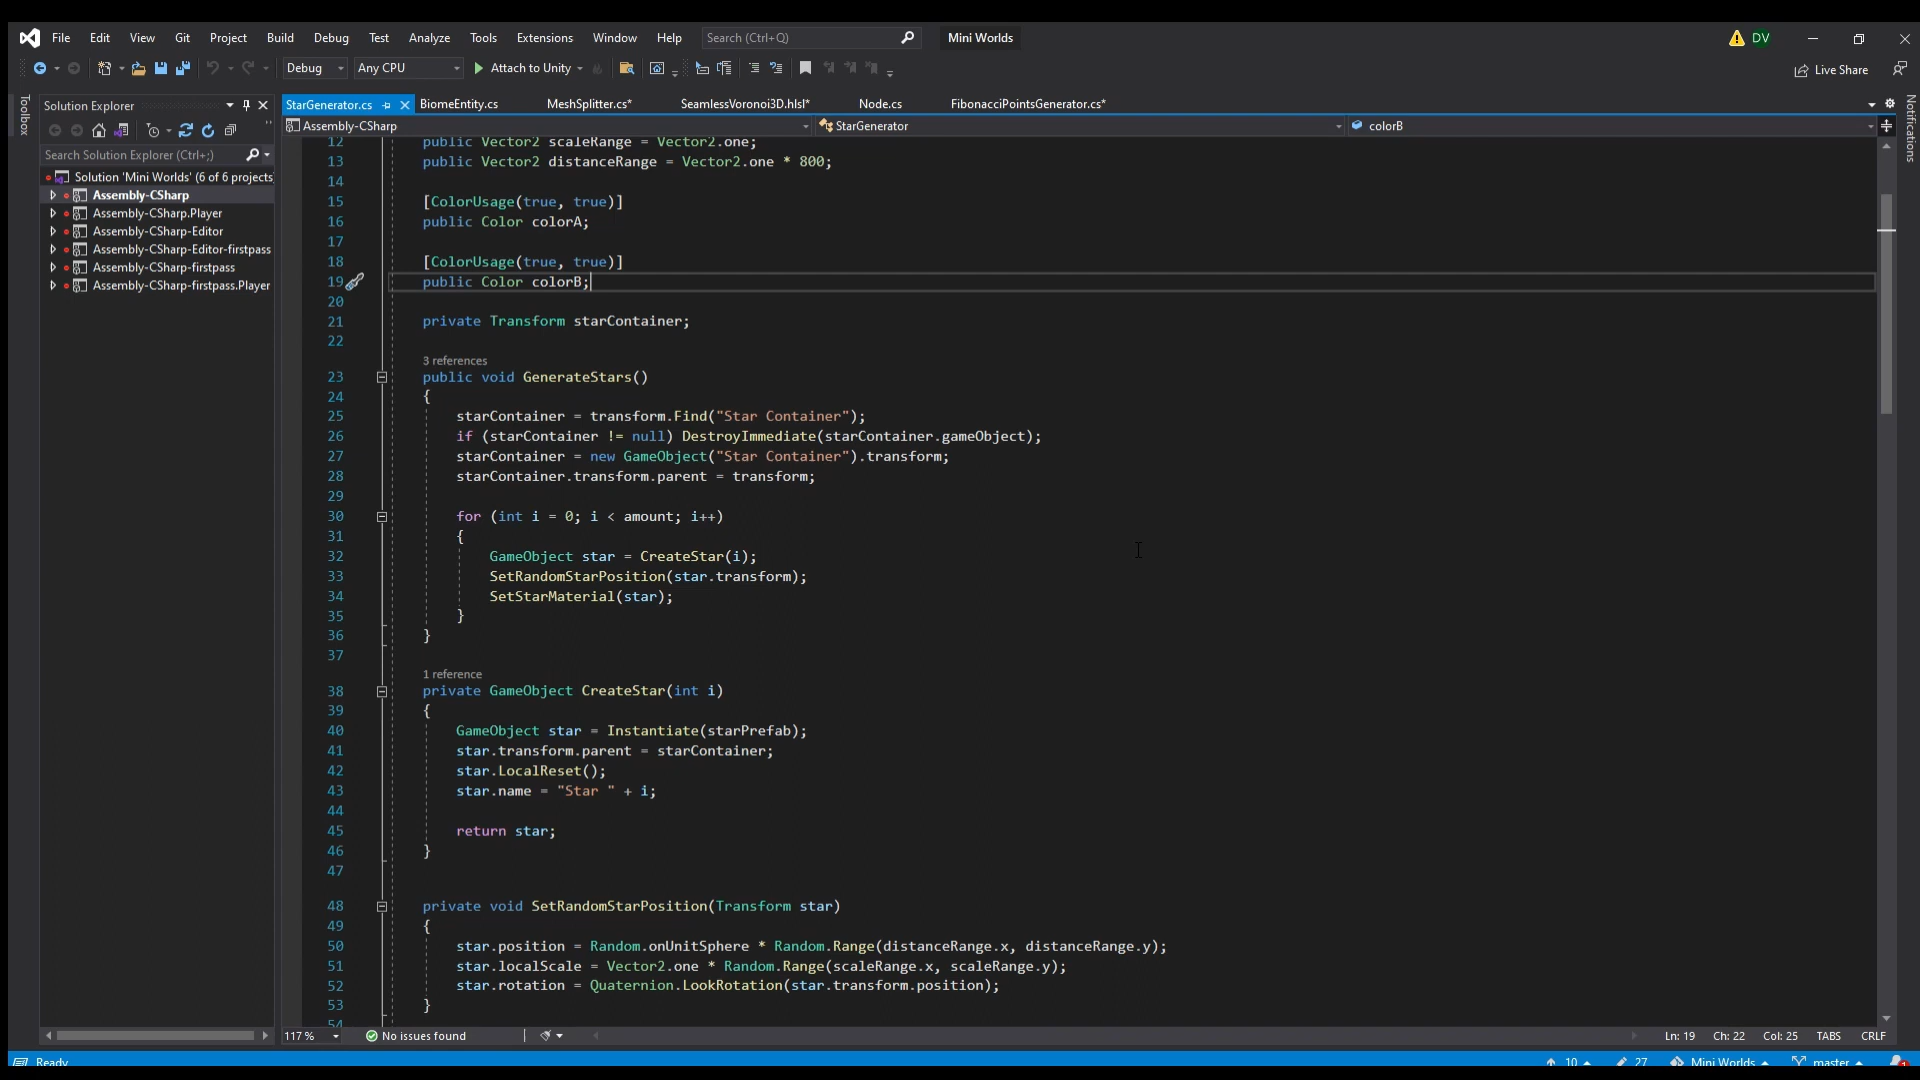 File Edit View Git Project Build Debug Test Analyze Tools Extensions Window Help Search (Ctrl+Q) Mini Worlds DV
Debug Any CPU Attach to Unity Live Share
Toolbox
Solution Explorer
Search Solution Explorer (Ctrl+;)
Solution 'Mini Worlds' (6 of 6 projects)
Assembly-CSharp
Assembly-CSharp.Player
Assembly-CSharp-Editor
Assembly-CSharp-Editor-firstpass
Assembly-CSharp-firstpass
Assembly-CSharp-firstpass.Player
StarGenerator.cs BiomeEntity.cs MeshSplitter.cs* SeamlessVoronoi3D.hlsl* Node.cs FibonacciPointsGenerator.cs*
Assembly-CSharp StarGenerator colorB
Notifications
12 public Vector2 scaleRange = Vector2.one;
13 public Vector2 distanceRange = Vector2.one * 800;
14
15 [ColorUsage(true, true)]
16 public Color colorA;
17
18 [ColorUsage(true, true)]
19 public Color colorB;
20
21 private Transform starContainer;
22
3 references
23 public void GenerateStars()
24 {
25 starContainer = transform.Find("Star Container");
26 if (starContainer != null) DestroyImmediate(starContainer.gameObject);
27 starContainer = new GameObject("Star Container").transform;
28 starContainer.transform.parent = transform;
29
30 for (int i = 0; i < amount; i++)
31 {
32 GameObject star = CreateStar(i);
33 SetRandomStarPosition(star.transform);
34 SetStarMaterial(star);
35 }
36 }
37
1 reference
38 private GameObject CreateStar(int i)
39 {
40 GameObject star = Instantiate(starPrefab);
41 star.transform.parent = starContainer;
42 star.LocalReset();
43 star.name = "Star " + i;
44
45 return star;
46 }
47
48 private void SetRandomStarPosition(Transform star)
49 {
50 star.position = Random.onUnitSphere * Random.Range(distanceRange.x, distanceRange.y);
51 star.localScale = Vector2.one * Random.Range(scaleRange.x, scaleRange.y);
52 star.rotation = Quaternion.LookRotation(star.transform.position);
53 }
54
117 % No issues found Ln: 19 Ch: 22 Col: 25 TABS CRLF
Ready 10 27 Mini Worlds master 1